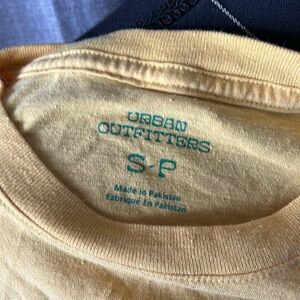 URBAN
OUTFITTERS
S-P
Made in Pakistan
Fabriqué En Pakistan